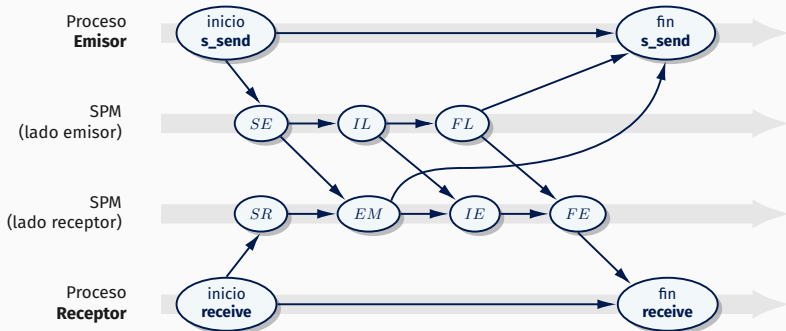 Proceso
Emisor
inicio
s_send
fin
s_send
SPM
(lado emisor)
SE
IL
FL
SPM
(lado receptor)
SR
EM
IE
FE
Proceso
Receptor
inicio
receive
fin
receive